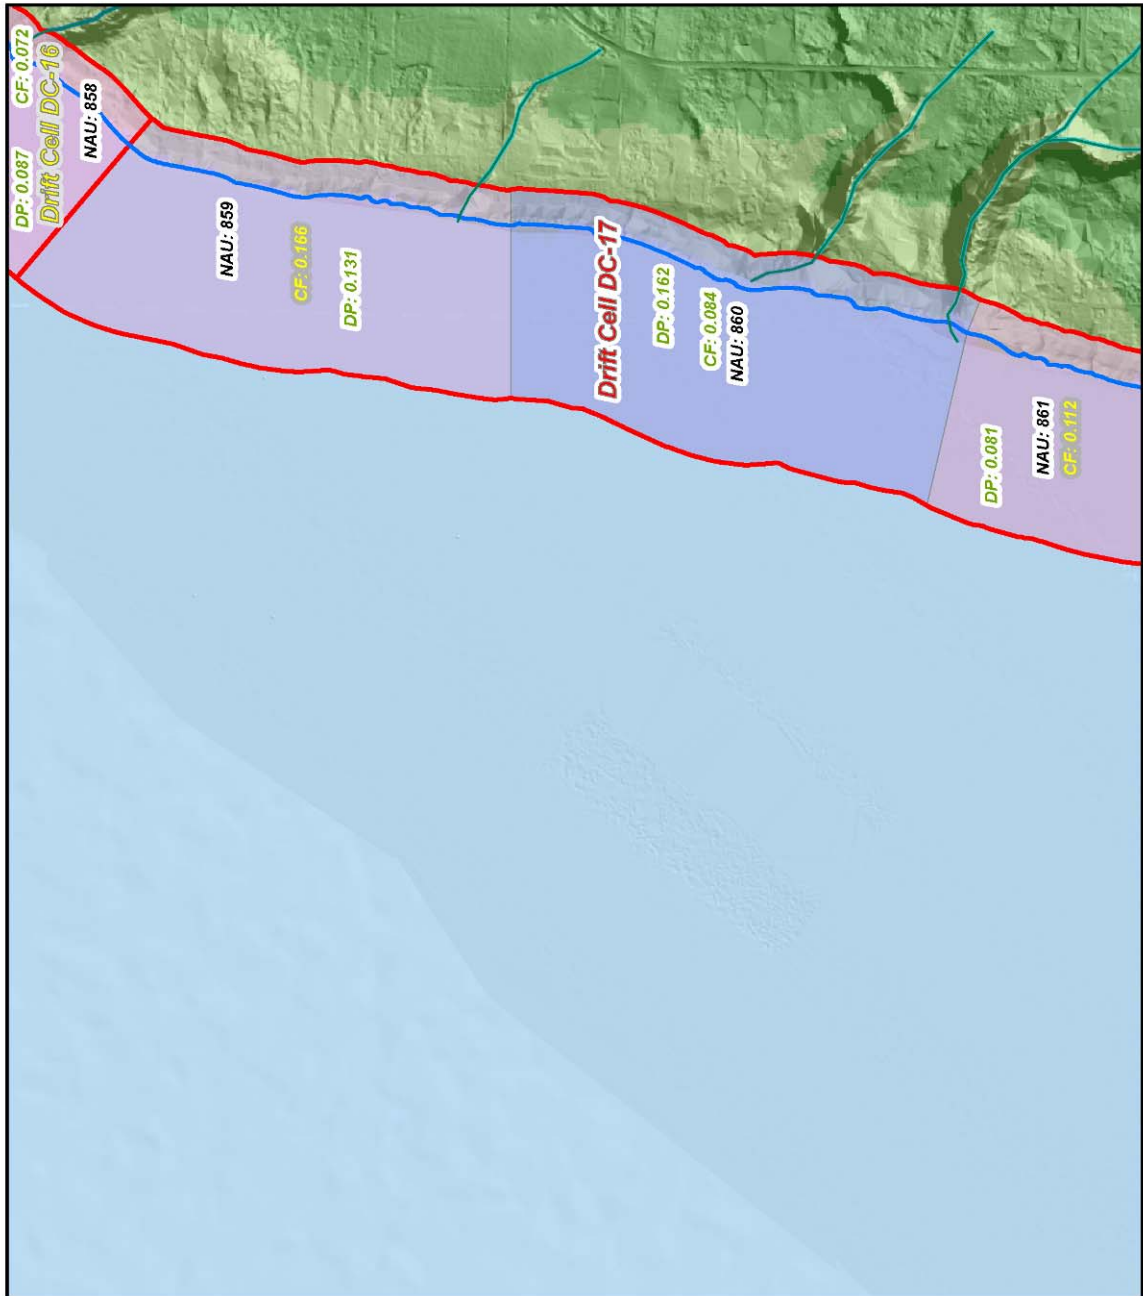 CF: 0.072
DP: 0.087
Drift Cell DC-16
NAU: 858
NAU: 859
CF: 0.166
DP: 0.131
Drift Cell DC-17
DP: 0.162
CF: 0.084
NAU: 860
DP: 0.081
NAU: 861
CF: 0.112